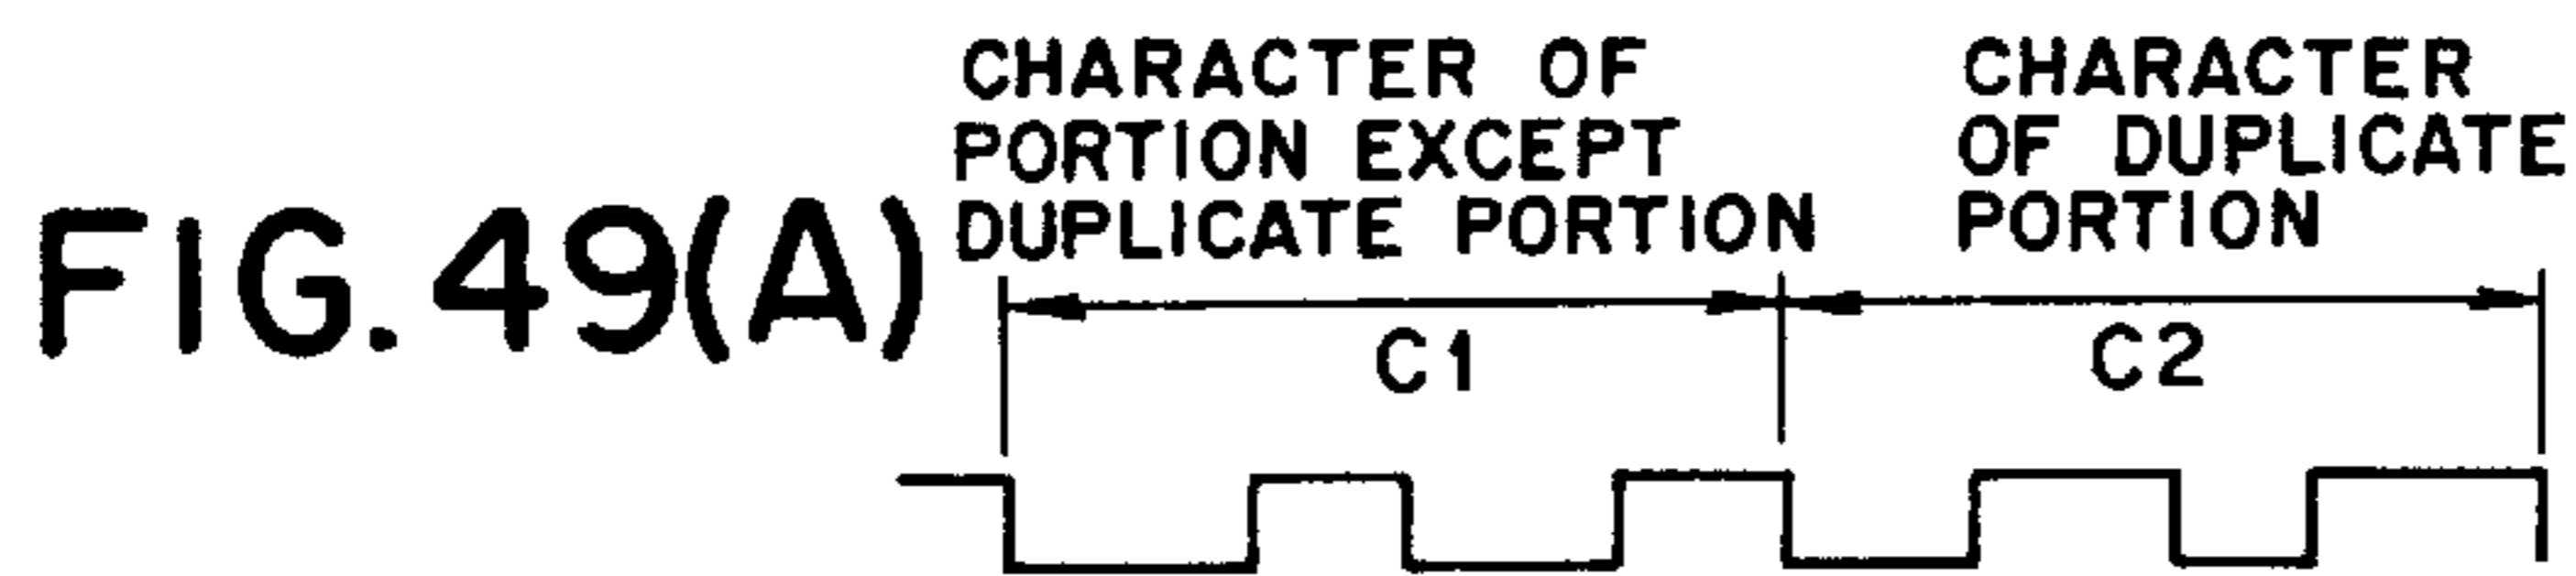 FIG. 49(A)
CHARACTER OF
PORTION EXCEPT
DUPLICATE PORTION
CHARACTER
OF DUPLICATE
PORTION
C1
C2